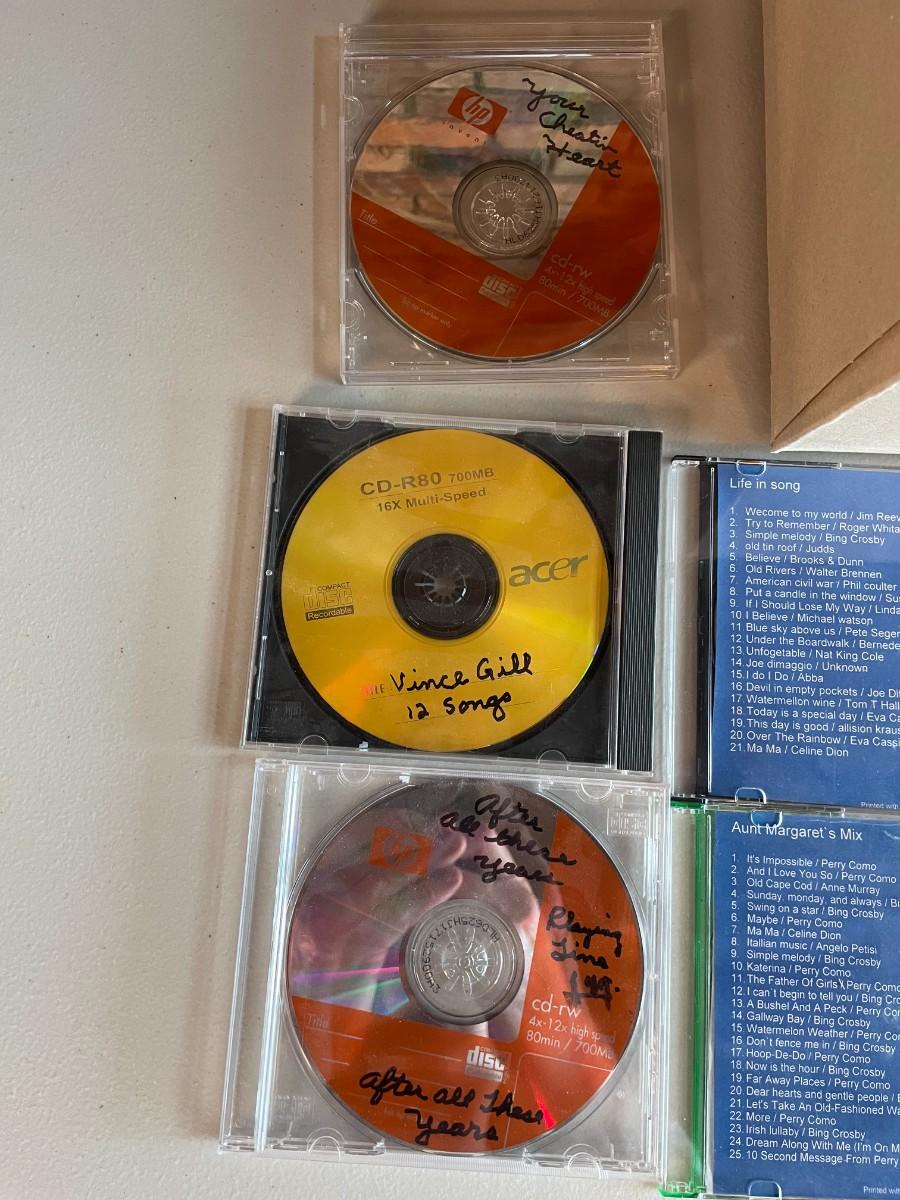 Your
Cheatin
Heart
hp
invent
Title
cd-rw
4x-12x high speed
80min / 700MB
disc
CD-R80 700MB
16X Multi-Speed
acer
COMPACT
disc
Recordable
Vince Gill
12 Songs
After
all these
Years
hp
Playing
Time
cd-rw
4x-12x high speed
80min / 700MB
Title
disc
After all These
Years
Life in song
1. Wecome to my world / Jim Reev
2. Try to Remember / Roger Whita
3. Simple melody / Bing Crosby
4. old tin roof / Judds
5. Believe / Brooks & Dunn
6. Old Rivers / Walter Brennen
7. American civil war / Phil coulter
8. Put a candle in the window / Su
9. If I Should Lose My Way / Linda
10. I Believe / Michael watson
11. Blue sky above us / Pete Seger
12. Under the Boardwalk / Bernede
13. Unfogetable / Nat King Cole
14. Joe dimaggio / Unknown
15. I do I Do / Abba
16. Devil in empty pockets / Joe Di
17. Watermellon wine / Tom T Hall
18. Today is a special day / Eva Ca
19. This day is good / allision kraus
20. Over The Rainbow / Eva Cassi
21. Ma Ma / Celine Dion
Printed with
Aunt Margaret`s Mix
1. It's Impossible / Perry Como
2. And I Love You So / Perry Como
3. Old Cape Cod / Anne Murray
4. Sunday, monday, and always / Bi
5. Swing on a star / Bing Crosby
6. Maybe / Perry Como
7. Ma Ma / Celine Dion
8. Itallian music / Angelo Petisi
9. Simple melody / Bing Crosby
10. Katerina / Perry Como
11. The Father Of Girls\ Perry Como
12. I can`t begin to tell you / Bing Cr
13. A Bushel And A Peck / Perry Co
14. Gallway Bay / Bing Crosby
15. Watermelon Weather / Perry Com
16. Don`t fence me in / Bing Crosby
17. Hoop-De-Do / Perry Como
18. Now is the hour / Bing Crosby
19. Far Away Places / Perry Como
20. Dear hearts and gentle people /
21. Let's Take An Old-Fashioned Wa
22. More / Perry Como
23. Irish lullaby / Bing Crosby
24. Dream Along With Me (I'm On M
25. 10 Second Message From Perry
Printed with